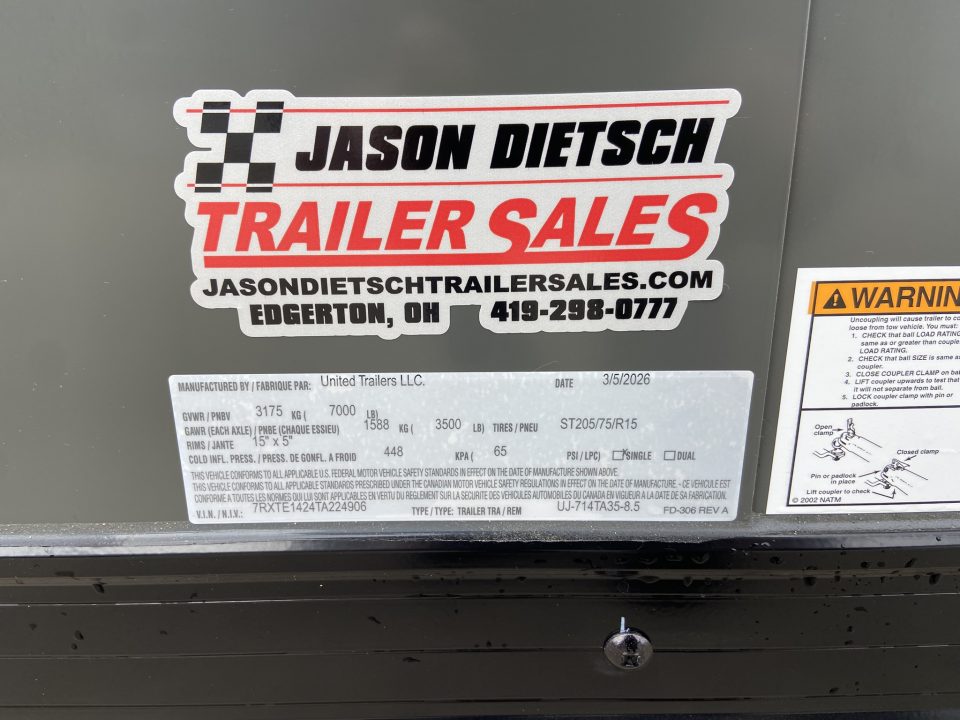 JASON DIETSCH
TRAILER SALES
JASONDIETSCHTRAILERSALES.COM
EDGERTON, OH 419-298-0777
MANUFACTURED BY / FABRIQUE PAR: United Trailers LLC. DATE 3/5/2026
GVWR / PNBV 3175 KG ( 7000 LB)
GAWR (EACH AXLE) / PNBE (CHAQUE ESSIEU) 1588 KG ( 3500 LB) TIRES / PNEU ST205/75/R15
RIMS / JANTE 15" x 5"
COLD INFL. PRESS. / PRESS. DE GONFL. A FROID 448 KPA ( 65 PSI / LPC) SINGLE DUAL
THIS VEHICLE CONFORMS TO ALL APPLICABLE U.S. FEDERAL MOTOR VEHICLE SAFETY STANDARDS IN EFFECT ON THE DATE OF MANUFACTURE SHOWN ABOVE.
THIS VEHICLE CONFORMS TO ALL APPLICABLE STANDARDS PRESCRIBED UNDER THE CANADIAN MOTOR VEHICLE SAFETY REGULATIONS IN EFFECT ON THE DATE OF MANUFACTURE - CE VEHICULE EST
CONFORME A TOUTES LES NORMES QUI LUI SONT APPLICABLES EN VERTU DU REGLEMENT SUR LA SECURITE DES VEHICULES AUTOMOBILES DU CANADA EN VIGUEUR A LA DATE DE SA FABRICATION.
V.I.N. / N.I.V.: 7RXTE1424TA224906 TYPE / TYPE: TRAILER TRA / REM UJ-714TA35-8.5 FD-306 REV A
WARNIN
Uncoupling will cause trailer to co
loose from tow vehicle. You must:
1. CHECK that ball LOAD RATING
same as or greater than couple
LOAD RATING.
2. CHECK that ball SIZE is same a
coupler.
3. CLOSE COUPLER CLAMP on bal
4. LIFT coupler upwards to test that
it will not separate from ball.
5. LOCK coupler clamp with pin or
padlock.
Open
clamp
Closed clamp
Pin or padlock
in place
Lift coupler to check
© 2002 NATM